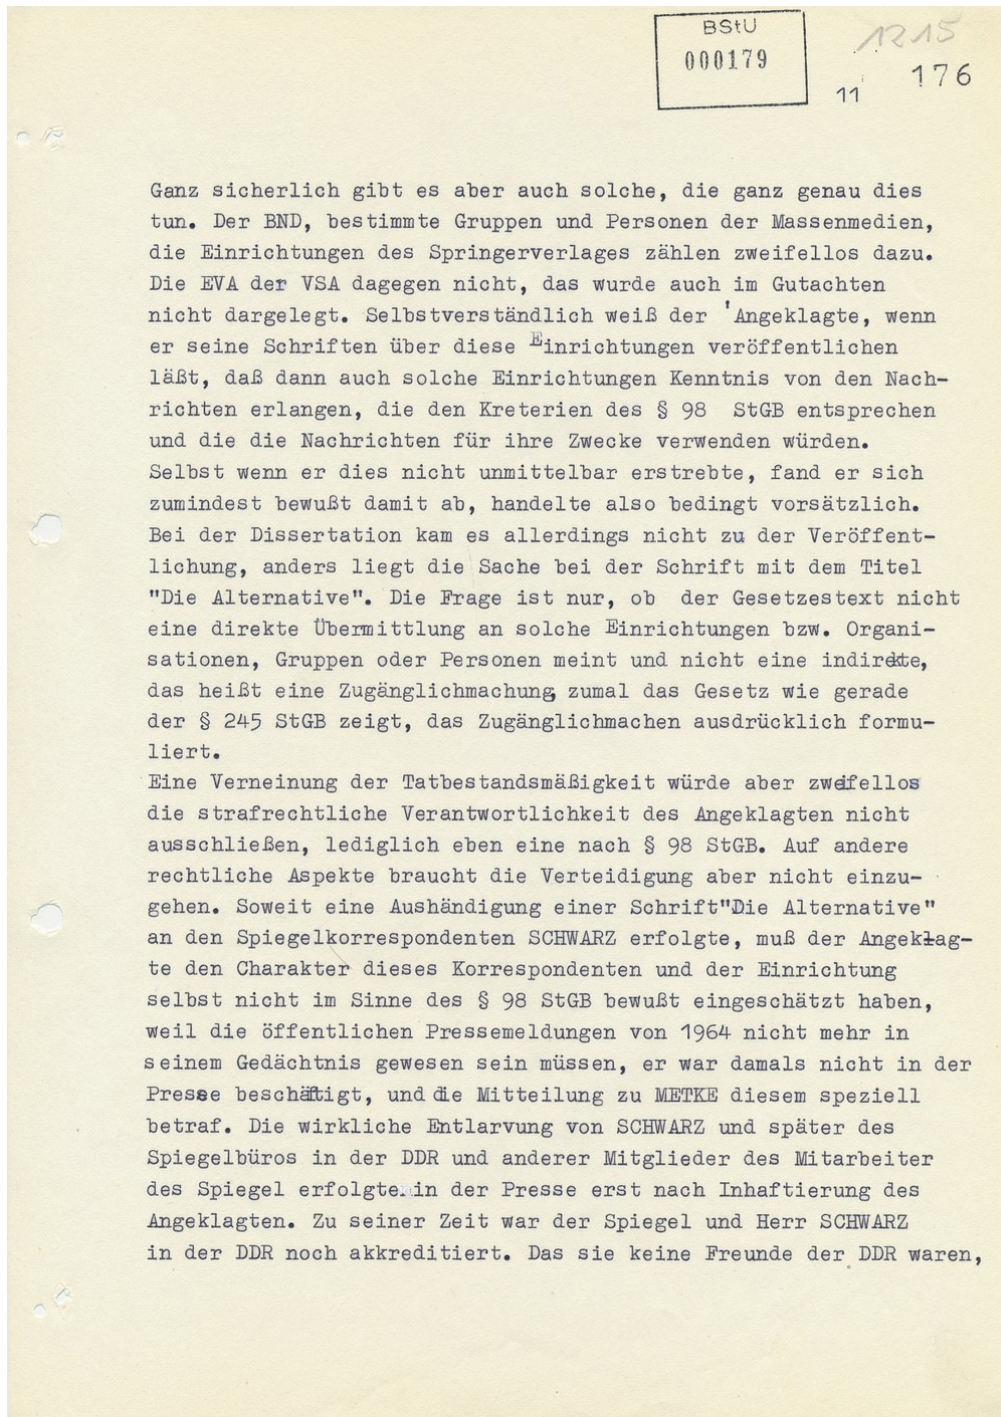 BStU
000179
1215
11
176
Ganz sicherlich gibt es aber auch solche, die ganz genau dies
tun. Der BND, bestimmte Gruppen und Personen der Massenmedien,
die Einrichtungen des Springerverlages zählen zweifellos dazu.
Die EVA der VSA dagegen nicht, das wurde auch im Gutachten
nicht dargelegt. Selbstverständlich weiß der 'Angeklagte, wenn
er seine Schriften über diese Einrichtungen veröffentlichen
läßt, daß dann auch solche Einrichtungen Kenntnis von den Nach-
richten erlangen, die den Kreterien des § 98 StGB entsprechen
und die die Nachrichten für ihre Zwecke verwenden würden.
Selbst wenn er dies nicht unmittelbar erstrebte, fand er sich
zumindest bewußt damit ab, handelte also bedingt vorsätzlich.
Bei der Dissertation kam es allerdings nicht zu der Veröffent-
lichung, anders liegt die Sache bei der Schrift mit dem Titel
"Die Alternative". Die Frage ist nur, ob der Gesetzestext nicht
eine direkte Übermittlung an solche Einrichtungen bzw. Organi-
sationen, Gruppen oder Personen meint und nicht eine indirekte,
das heißt eine Zugänglichmachung, zumal das Gesetz wie gerade
der § 245 StGB zeigt, das Zugänglichmachen ausdrücklich formu-
liert.
Eine Verneinung der Tatbestandsmäßigkeit würde aber zweifellos
die strafrechtliche Verantwortlichkeit des Angeklagten nicht
ausschließen, lediglich eben eine nach § 98 StGB. Auf andere
rechtliche Aspekte braucht die Verteidigung aber nicht einzu-
gehen. Soweit eine Aushändigung einer Schrift"Die Alternative"
an den Spiegelkorrespondenten SCHWARZ erfolgte, muß der Angeklag-
te den Charakter dieses Korrespondenten und der Einrichtung
selbst nicht im Sinne des § 98 StGB bewußt eingeschätzt haben,
weil die öffentlichen Pressemeldungen von 1964 nicht mehr in
seinem Gedächtnis gewesen sein müssen, er war damals nicht in der
Presse beschäftigt, und die Mitteilung zu METKE diesem speziell
betraf. Die wirkliche Entlarvung von SCHWARZ und später des
Spiegelbüros in der DDR und anderer Mitglieder des Mitarbeiter
des Spiegel erfolgte in der Presse erst nach Inhaftierung des
Angeklagten. Zu seiner Zeit war der Spiegel und Herr SCHWARZ
in der DDR noch akkreditiert. Das sie keine Freunde der DDR waren,